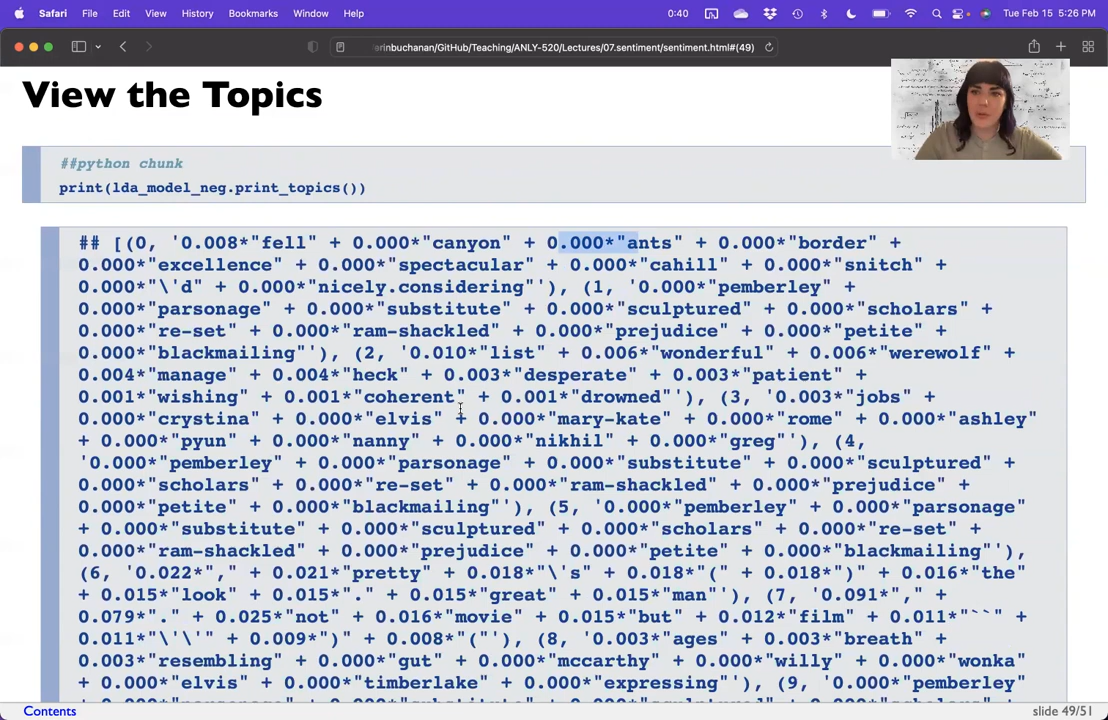 Safari File Edit View History Bookmarks Window Help 0:40 Tue Feb 15 5:26 PM
erinbuchanan/GitHub/Teaching/ANLY-520/Lectures/07.sentiment/sentiment.html#(49)
View the Topics
##python chunk
print(lda_model_neg.print_topics())
## [(0, '0.008*"fell" + 0.000*"canyon" + 0.000*"ants" + 0.000*"border" +
0.000*"excellence" + 0.000*"spectacular" + 0.000*"cahill" + 0.000*"snitch" +
0.000*"\'d" + 0.000*"nicely.considering"'), (1, '0.000*"pemberley" +
0.000*"parsonage" + 0.000*"substitute" + 0.000*"sculptured" + 0.000*"scholars" +
0.000*"re-set" + 0.000*"ram-shackled" + 0.000*"prejudice" + 0.000*"petite" +
0.000*"blackmailing"'), (2, '0.010*"list" + 0.006*"wonderful" + 0.006*"werewolf" +
0.004*"manage" + 0.004*"heck" + 0.003*"desperate" + 0.003*"patient" +
0.001*"wishing" + 0.001*"coherent" + 0.001*"drowned"'), (3, '0.003*"jobs" +
0.000*"crystina" + 0.000*"elvis" + 0.000*"mary-kate" + 0.000*"rome" + 0.000*"ashley"
+ 0.000*"pyun" + 0.000*"nanny" + 0.000*"nikhil" + 0.000*"greg"'), (4,
'0.000*"pemberley" + 0.000*"parsonage" + 0.000*"substitute" + 0.000*"sculptured" +
0.000*"scholars" + 0.000*"re-set" + 0.000*"ram-shackled" + 0.000*"prejudice" +
0.000*"petite" + 0.000*"blackmailing"'), (5, '0.000*"pemberley" + 0.000*"parsonage"
+ 0.000*"substitute" + 0.000*"sculptured" + 0.000*"scholars" + 0.000*"re-set" +
0.000*"ram-shackled" + 0.000*"prejudice" + 0.000*"petite" + 0.000*"blackmailing"'),
(6, '0.022*"," + 0.021*"pretty" + 0.018*"\'s" + 0.018*"(" + 0.018*")" + 0.016*"the"
+ 0.015*"look" + 0.015*"." + 0.015*"great" + 0.015*"man"'), (7, '0.091*"," +
0.079*"." + 0.025*"not" + 0.016*"movie" + 0.015*"but" + 0.012*"film" + 0.011*"``" +
0.011*"\'\'" + 0.009*")" + 0.008*"("'), (8, '0.003*"ages" + 0.003*"breath" +
0.003*"resembling" + 0.000*"gut" + 0.000*"mccarthy" + 0.000*"willy" + 0.000*"wonka"
+ 0.000*"elvis" + 0.000*"timberlake" + 0.000*"expressing"'), (9, '0.000*"pemberley"
Contents slide 49/51